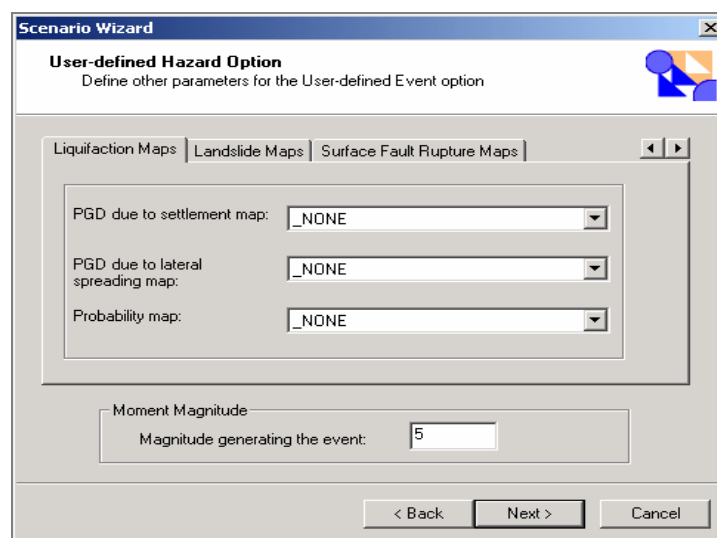 Scenario Wizard
User-defined Hazard Option
Define other parameters for the User-defined Event option
Liquifaction Maps
Landslide Maps
Surface Fault Rupture Maps
PGD due to settlement map:
_NONE
PGD due to lateral
spreading map:
_NONE
Probability map:
_NONE
Moment Magnitude
Magnitude generating the event:
5
< Back
Next >
Cancel